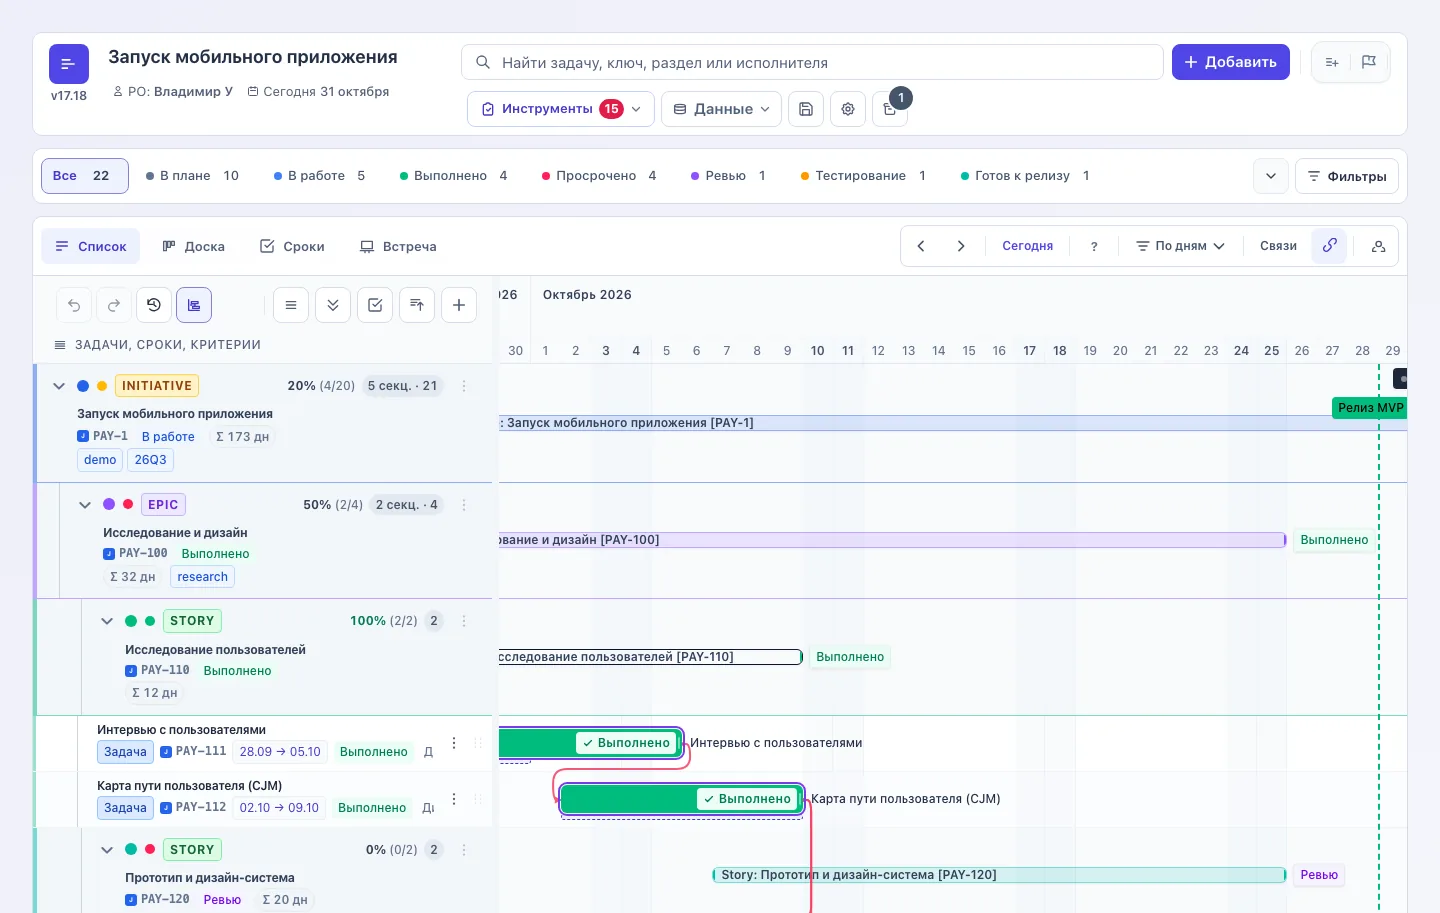 Запуск мобильного приложения
v17.18
PO: Владимир У
Сегодня 31 октября
Найти задачу, ключ, раздел или исполнителя
Добавить
Инструменты 15
Данные
1
Все 22
В плане 10
В работе 5
Выполнено 4
Просрочено 4
Ревью 1
Тестирование 1
Готов к релизу 1
Фильтры
Список
Доска
Сроки
Встреча
Сегодня
?
По дням
Связи
ЗАДАЧИ, СРОКИ, КРИТЕРИИ
26 Октябрь 2026
30 1 2 3 4 5 6 7 8 9 10 11 12 13 14 15 16 17 18 19 20 21 22 23 24 25 26 27 28 29
INITIATIVE 20% (4/20) 5 секц. · 21
Запуск мобильного приложения
PAY-1 В работе Σ 173 дн
demo 26Q3
Релиз MVP
: Запуск мобильного приложения [PAY-1]
EPIC 50% (2/4) 2 секц. · 4
Исследование и дизайн
PAY-100 Выполнено
Σ 32 дн research
ование и дизайн [PAY-100] Выполнено
STORY 100% (2/2) 2
Исследование пользователей
PAY-110 Выполнено
Σ 12 дн
сследование пользователей [PAY-110] Выполнено
Интервью с пользователями
Задача PAY-111 28.09 → 05.10 Выполнено Д
Выполнено Интервью с пользователями
Карта пути пользователя (CJM)
Задача PAY-112 02.10 → 09.10 Выполнено Ди
Выполнено Карта пути пользователя (CJM)
STORY 0% (0/2) 2
Прототип и дизайн-система
PAY-120 Ревью Σ 20 дн
Story: Прототип и дизайн-система [PAY-120] Ревью